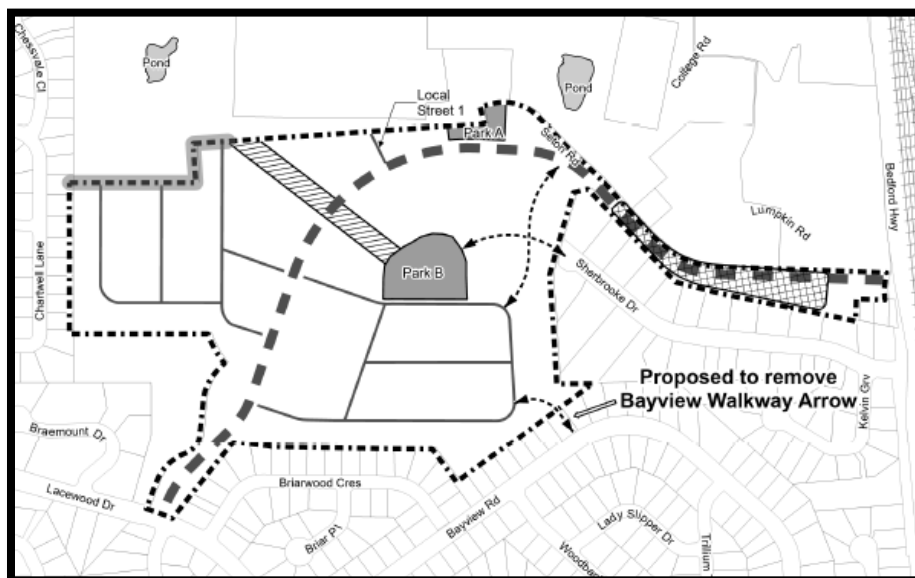 Chessvale Cl
Pond
Local
Street 1
Park A
Pond
College Rd
Seton Rd
Bedford Hwy
Lumpkin Rd
Chartwell Lane
Park B
Sherbrooke Dr
Proposed to remove
Bayview Walkway Arrow
Kelvin Grv
Braemount Dr
Lacewood Dr
Briarwood Cres
Briar Pl
Bayview Rd
Lady Slipper Dr
Trillium